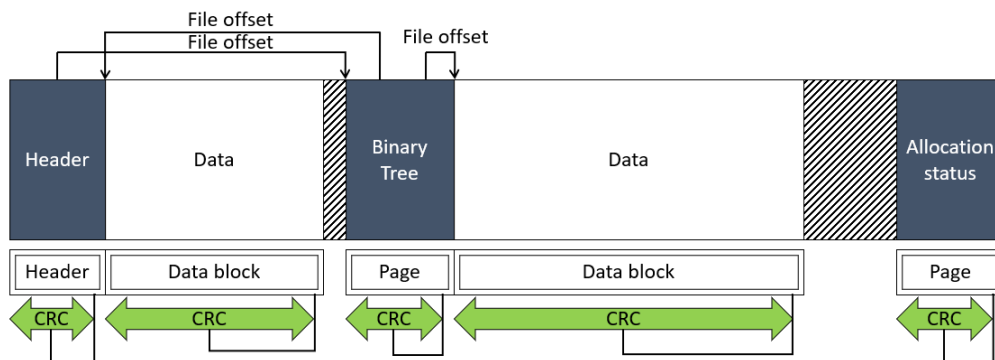 File offset
File offset
File offset
Header
Data
Binary
Tree
Data
Allocation
status
Header
Data block
Page
Data block
Page
CRC
CRC
CRC
CRC
CRC